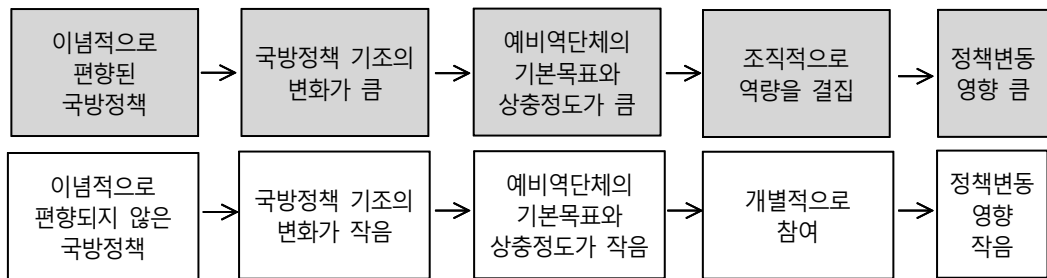 이념적으로
편향된
국방정책
국방정책 기조의
변화가 큼
예비역단체의
기본목표와
상충정도가 큼
조직적으로
역량을 결집
정책변동
영향 큼
이념적으로
편향되지 않은
국방정책
국방정책 기조의
변화가 작음
예비역단체의
기본목표와
상충정도가 작음
개별적으로
참여
정책변동
영향
작음